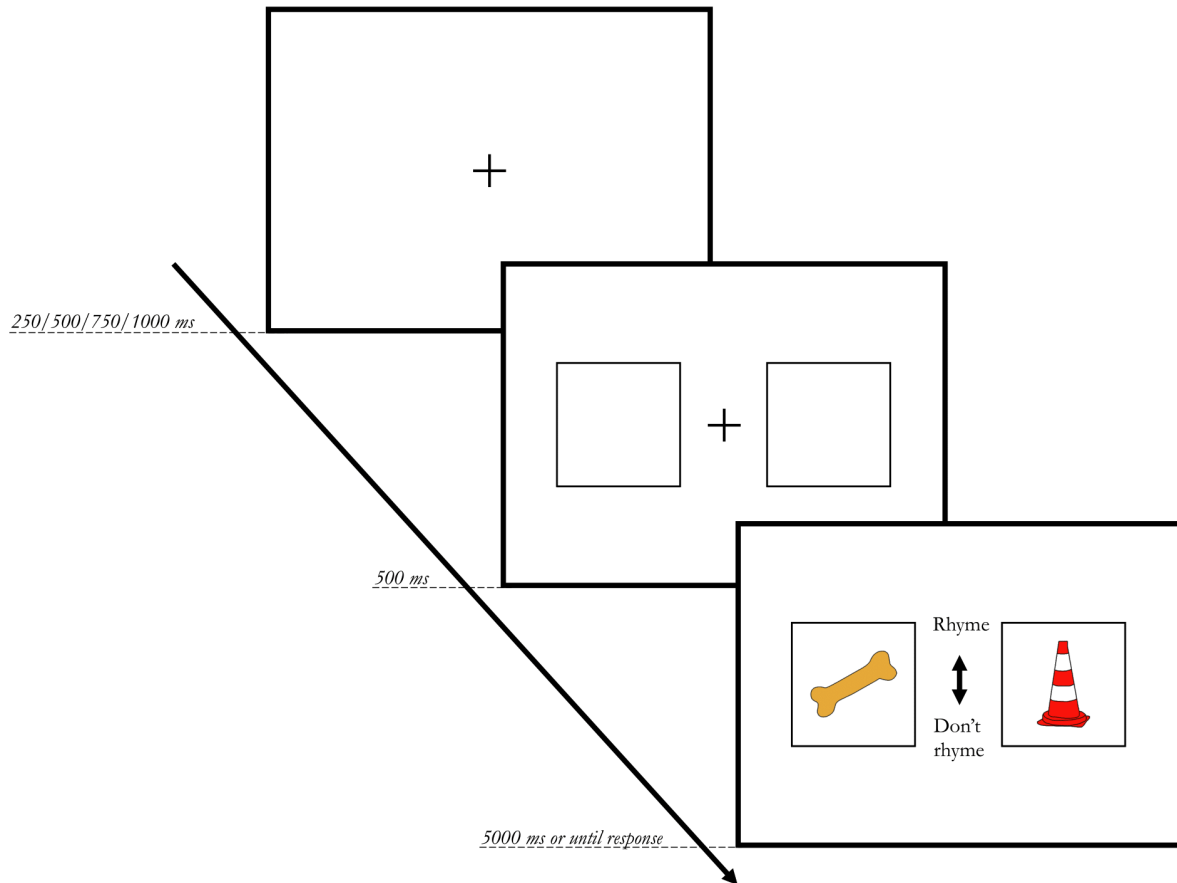 250/500/750/1000 ms
500 ms
Rhyme
Don't
rhyme
5000 ms or until response